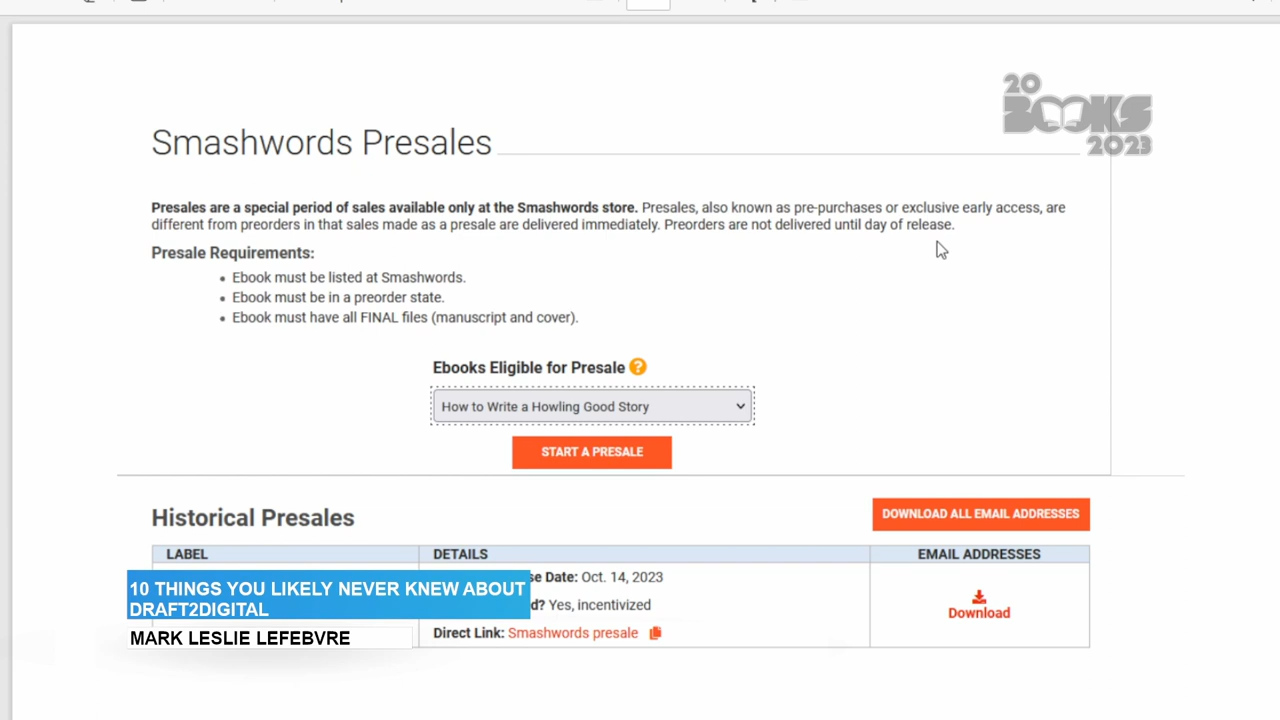 20
BOOKS
2023
Smashwords Presales
Presales are a special period of sales available only at the Smashwords store. Presales, also known as pre-purchases or exclusive early access, are
different from preorders in that sales made as a presale are delivered immediately. Preorders are not delivered until day of release.
Presale Requirements:
Ebook must be listed at Smashwords.
Ebook must be in a preorder state.
Ebook must have all FINAL files (manuscript and cover).
Ebooks Eligible for Presale ?
How to Write a Howling Good Story
START A PRESALE
Historical Presales
DOWNLOAD ALL EMAIL ADDRESSES
LABEL DETAILS EMAIL ADDRESSES
Date: Oct. 14, 2023
Yes, incentivized
Download
Direct Link: Smashwords presale
10 THINGS YOU LIKELY NEVER KNEW ABOUT
DRAFT2DIGITAL
MARK LESLIE LEFEBVRE